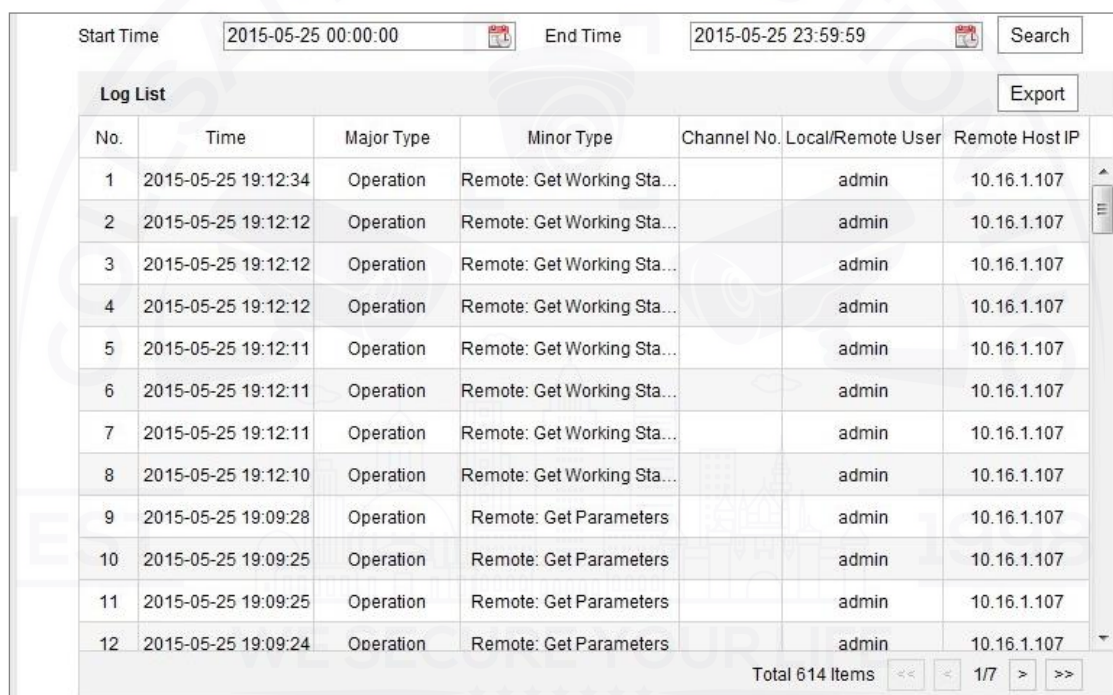 Start Time 2015-05-25 00:00:00 End Time 2015-05-25 23:59:59 Search
Log List Export
No. Time Major Type Minor Type Channel No. Local/Remote User Remote Host IP
1 2015-05-25 19:12:34 Operation Remote: Get Working Sta... admin 10.16.1.107
2 2015-05-25 19:12:12 Operation Remote: Get Working Sta... admin 10.16.1.107
3 2015-05-25 19:12:12 Operation Remote: Get Working Sta... admin 10.16.1.107
4 2015-05-25 19:12:12 Operation Remote: Get Working Sta... admin 10.16.1.107
5 2015-05-25 19:12:11 Operation Remote: Get Working Sta... admin 10.16.1.107
6 2015-05-25 19:12:11 Operation Remote: Get Working Sta... admin 10.16.1.107
7 2015-05-25 19:12:11 Operation Remote: Get Working Sta... admin 10.16.1.107
8 2015-05-25 19:12:10 Operation Remote: Get Working Sta... admin 10.16.1.107
9 2015-05-25 19:09:28 Operation Remote: Get Parameters admin 10.16.1.107
EST 1998
10 2015-05-25 19:09:25 Operation Remote: Get Parameters admin 10.16.1.107
11 2015-05-25 19:09:25 Operation Remote: Get Parameters admin 10.16.1.107
12 2015-05-25 19:09:24 Operation Remote: Get Parameters admin 10.16.1.107
WE SECURE YOUR LIFE
Total 614 Items << < 1/7 > >>